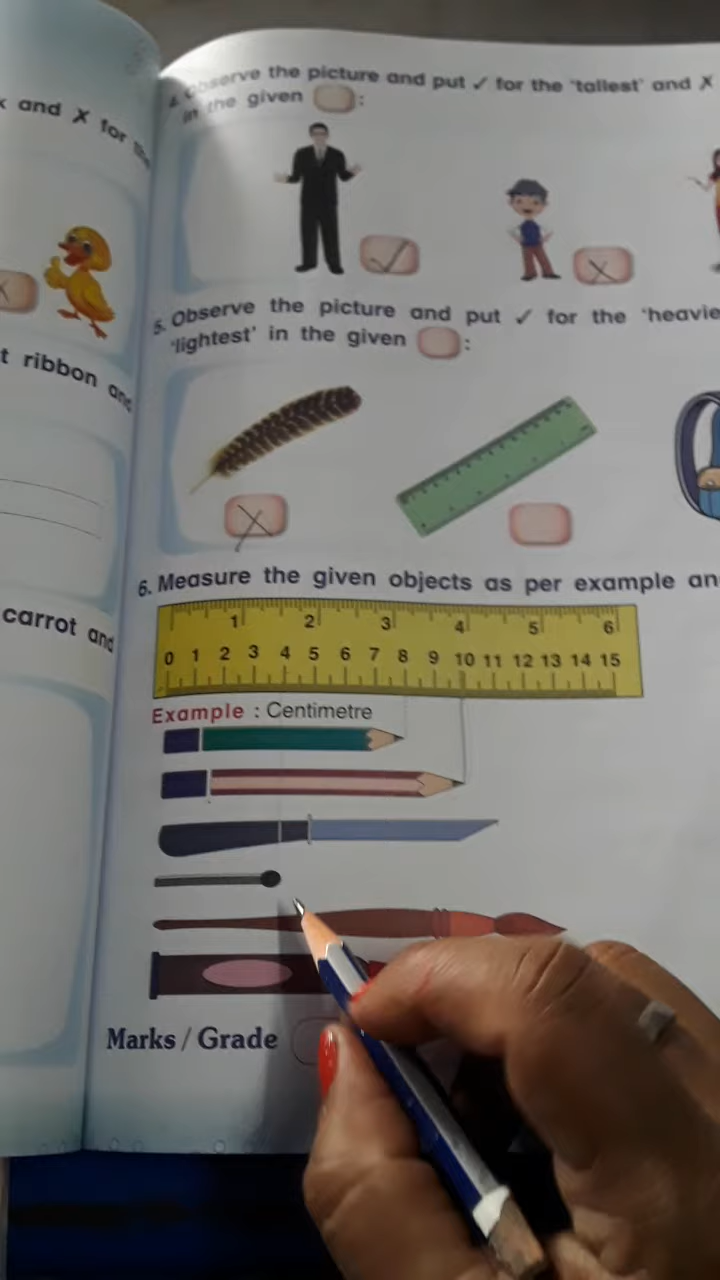 and X for
t ribbon and
carrot and
Observe the picture and put ✓ for the 'tallest' and X
in the given :
5. Observe the picture and put ✓ for the 'heavie
'lightest' in the given :
6. Measure the given objects as per example an
1 2 3 4 5 6
0 1 2 3 4 5 6 7 8 9 10 11 12 13 14 15
Example : Centimetre
Marks / Grade